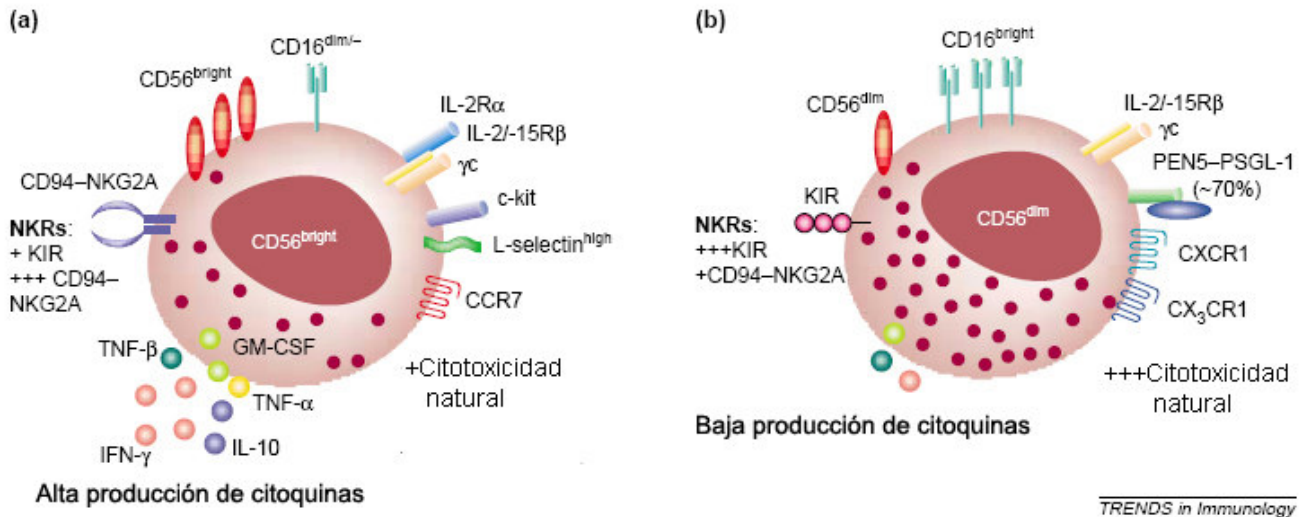 (a)
CD16dim/–
CD56bright
IL-2Rα
IL-2/-15Rβ
γc
CD94–NKG2A
c-kit
NKRs:
+ KIR
+++ CD94–
NKG2A
CD56bright
L-selectinhigh
CCR7
TNF-β
GM-CSF
TNF-α
IFN-γ
IL-10
+Citotoxicidad
natural
Alta producción de citoquinas
(b)
CD16bright
CD56dim
IL-2/-15Rβ
γc
PEN5–PSGL-1
(~70%)
KIR
NKRs:
+++KIR
+CD94–NKG2A
CD56dim
CXCR1
CX3CR1
+++Citotoxicidad
natural
Baja producción de citoquinas
TRENDS in Immunology